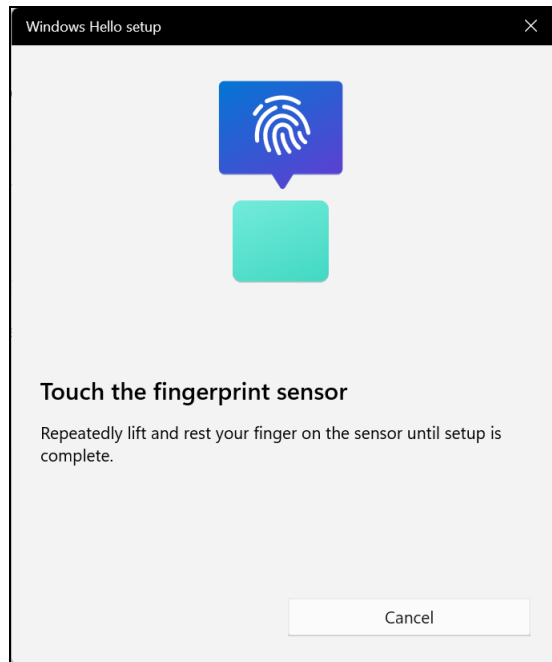 Windows Hello setup
Touch the fingerprint sensor
Repeatedly lift and rest your finger on the sensor until setup is
complete.
Cancel